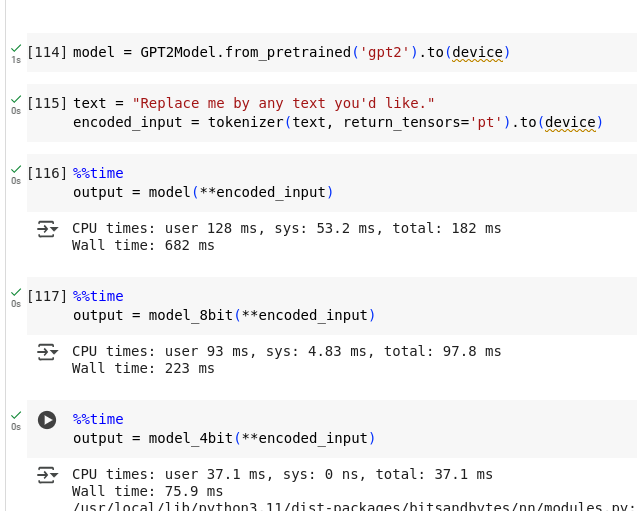 1s
[114] model = GPT2Model.from_pretrained('gpt2').to(device)
0s
[115] text = "Replace me by any text you'd like."
encoded_input = tokenizer(text, return_tensors='pt').to(device)
0s
[116] %%time
output = model(**encoded_input)
CPU times: user 128 ms, sys: 53.2 ms, total: 182 ms
Wall time: 682 ms
0s
[117] %%time
output = model_8bit(**encoded_input)
CPU times: user 93 ms, sys: 4.83 ms, total: 97.8 ms
Wall time: 223 ms
0s
%%time
output = model_4bit(**encoded_input)
CPU times: user 37.1 ms, sys: 0 ns, total: 37.1 ms
Wall time: 75.9 ms
/usr/local/lib/python3.11/dist-packages/bitsandbytes/nn/modules.py: